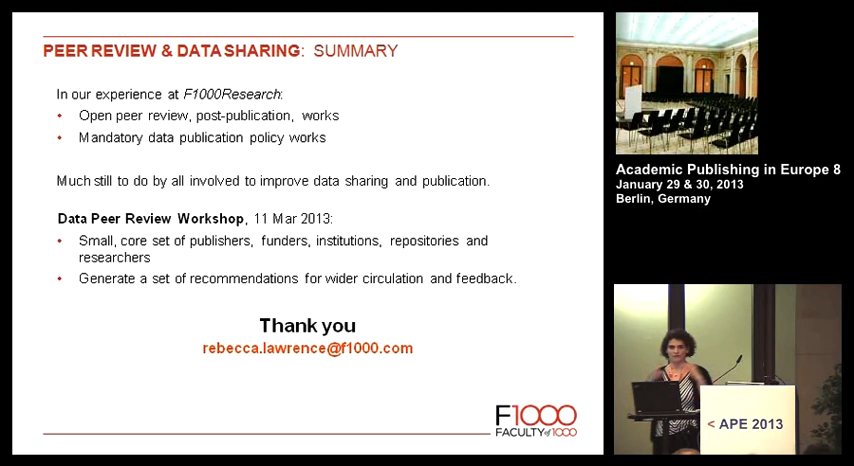 PEER REVIEW & DATA SHARING: SUMMARY
In our experience at F1000Research:
• Open peer review, post-publication, works
• Mandatory data publication policy works
Much still to do by all involved to improve data sharing and publication.
Data Peer Review Workshop, 11 Mar 2013:
• Small, core set of publishers, funders, institutions, repositories and
researchers
• Generate a set of recommendations for wider circulation and feedback.
Thank you
rebecca.lawrence@f1000.com
F1000
FACULTY of 1000
Academic Publishing in Europe 8
January 29 & 30, 2013
Berlin, Germany
< APE 2013